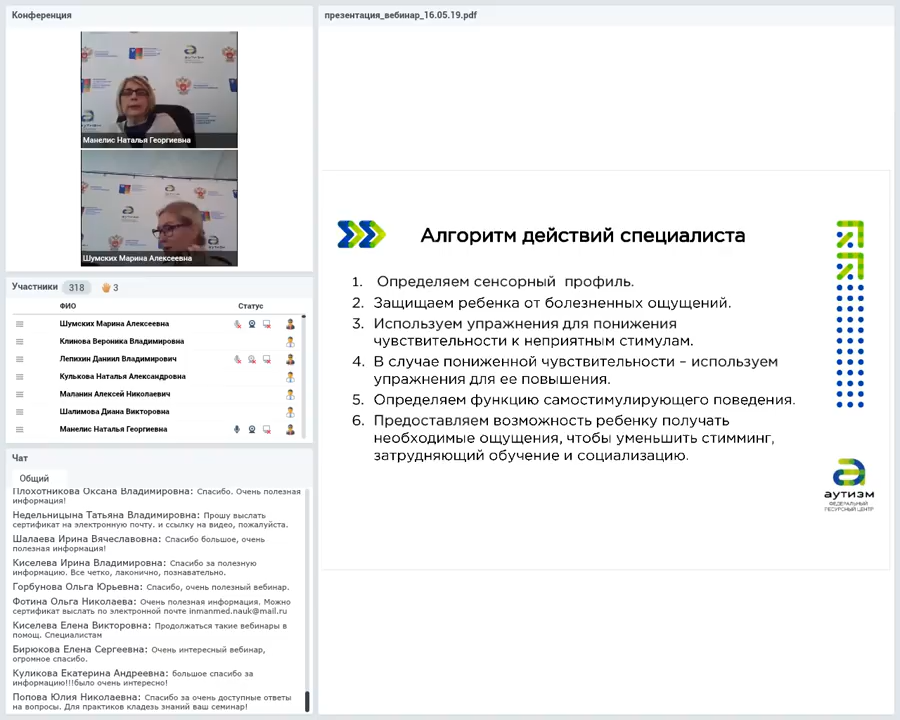 Конференция
Манелис Наталья Георгиевна
Шумских Марина Алексеевна
Участники 318 3
ФИО Статус
Шумских Марина Алексеевна
Клинова Вероника Владимировна
Лепихин Даниил Владимирович
Кулькова Наталья Александровна
Маланин Алексей Николаевич
Шалимова Диана Викторовна
Манелис Наталья Георгиевна
Чат
Общий
Плохотникова Оксана Владимировна: Спасибо. Очень полезная
информация!
Недельницына Татьяна Владимировна: Прошу выслать
сертификат на электронную почту. и ссылку на видео, пожалуйста.
Шалаева Ирина Вячеславовна: Спасибо большое, очень
полезная информация!
Киселева Ирина Владимировна: Спасибо за полезную
информацию. Все четко, лаконично, познавательно.
Горбунова Ольга Юрьевна: Спасибо, очень полезный вебинар.
Фотина Ольга Николаева: Очень полезная информация. Можно
сертификат выслать по электронной почте inmanmed.nauk@mail.ru
Киселева Елена Викторовна: Продолжаться такие вебинары в
помощ. Специалистам
Бирюкова Елена Сергеевна: Очень интересный вебинар,
огромное спасибо.
Куликова Екатерина Андреевна: большое спасибо за
информацию!!!было очень интересно!
Попова Юлия Николаевна: Спасибо за очень доступные ответы
на вопросы. Для практиков кладезь знаний ваш семинар!
презентация_вебинар_16.05.19.pdf
Алгоритм действий специалиста
1. Определяем сенсорный профиль.
2. Защищаем ребенка от болезненных ощущений.
3. Используем упражнения для понижения
чувствительности к неприятным стимулам.
4. В случае пониженной чувствительности – используем
упражнения для ее повышения.
5. Определяем функцию самостимулирующего поведения.
6. Предоставляем возможность ребенку получать
необходимые ощущения, чтобы уменьшить стимминг,
затрудняющий обучение и социализацию.
аутизм
ФЕДЕРАЛЬНЫЙ
РЕСУРСНЫЙ ЦЕНТР